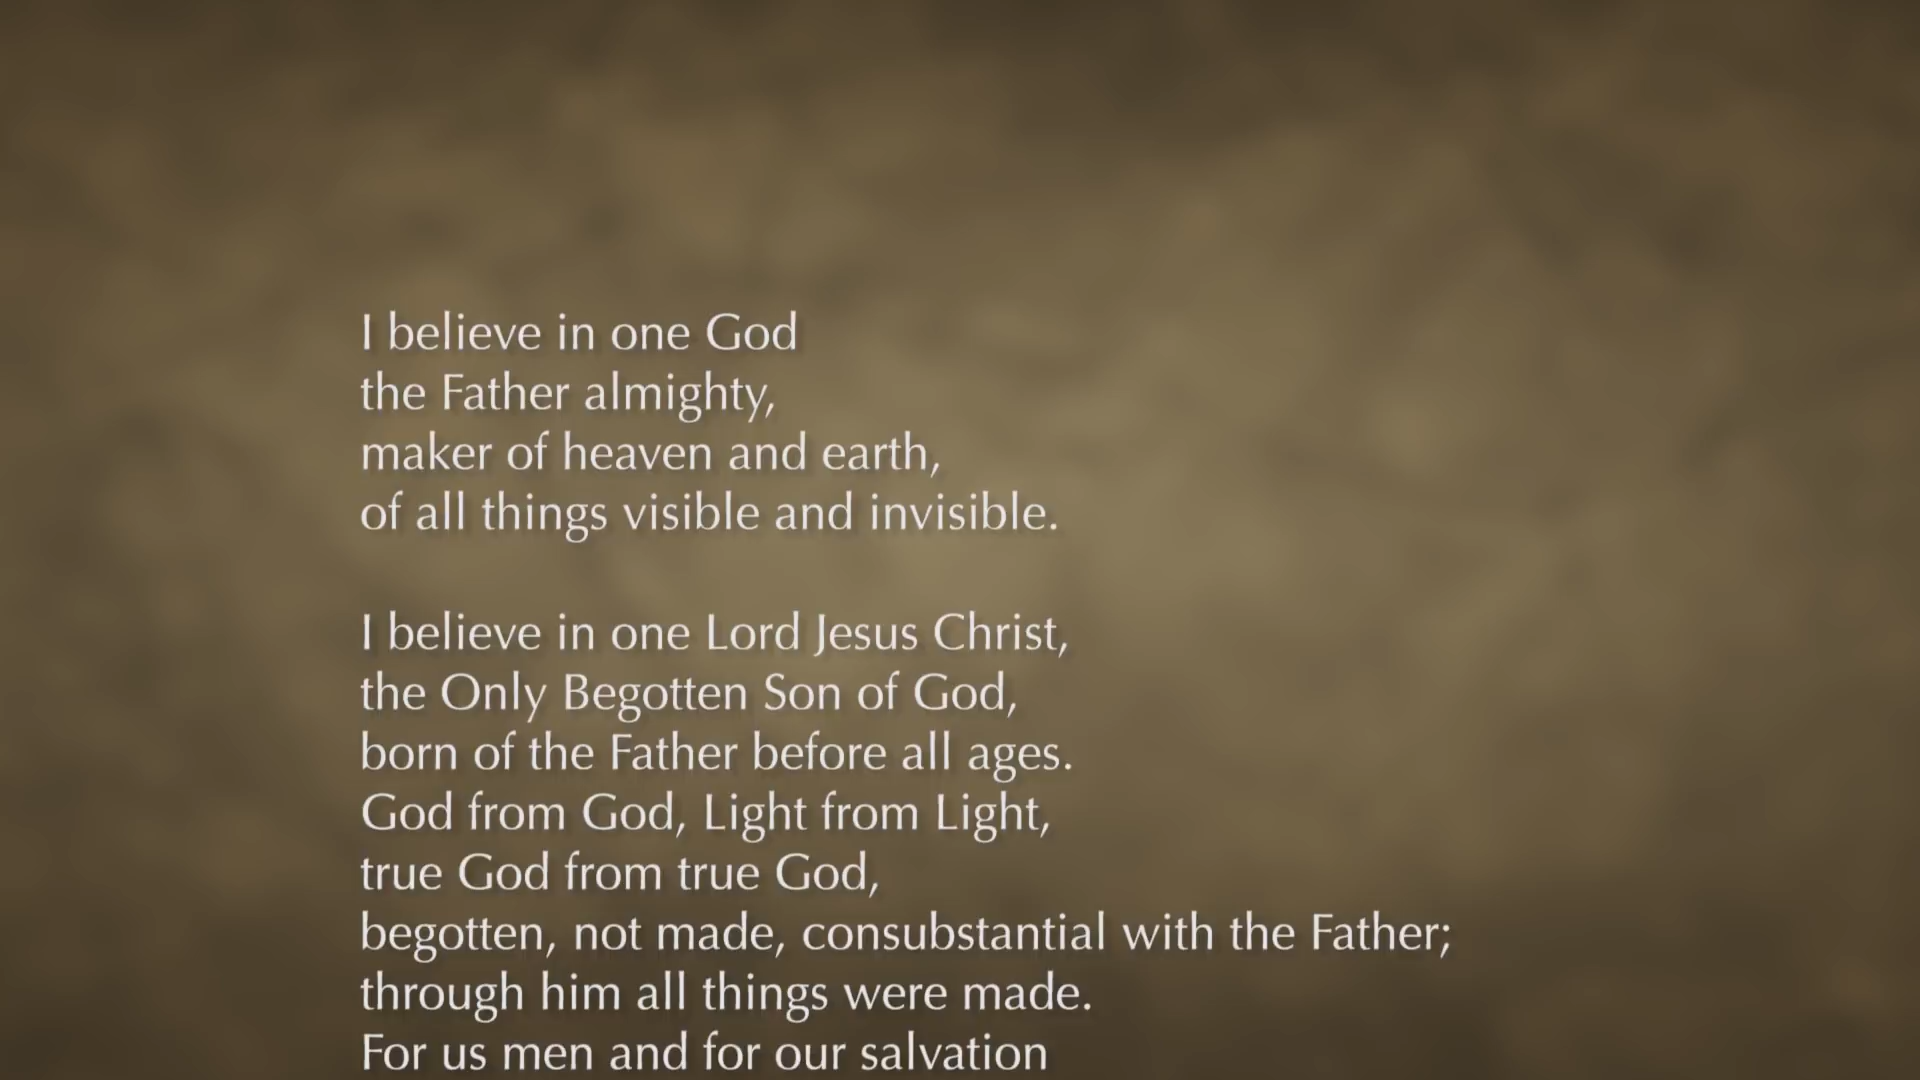 I believe in one God
the Father almighty,
maker of heaven and earth,
of all things visible and invisible.
I believe in one Lord Jesus Christ,
the Only Begotten Son of God,
born of the Father before all ages.
God from God, Light from Light,
true God from true God,
begotten, not made, consubstantial with the Father;
through him all things were made.
For us men and for our salvation